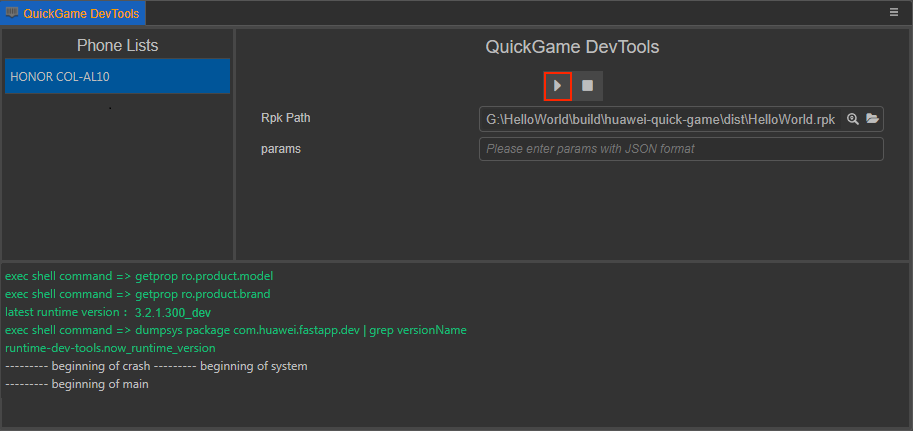 QuickGame DevTools
Phone Lists
HONOR COL-AL10
QuickGame DevTools
Rpk Path
G:\HelloWorld\build\huawei-quick-game\dist\HelloWorld.rpk
params
Please enter params with JSON format
exec shell command => getprop ro.product.model
exec shell command => getprop ro.product.brand
latest runtime version : 3.2.1.300_dev
exec shell command => dumpsys package com.huawei.fastapp.dev | grep versionName
runtime-dev-tools.now_runtime_version
--------- beginning of crash --------- beginning of system
--------- beginning of main